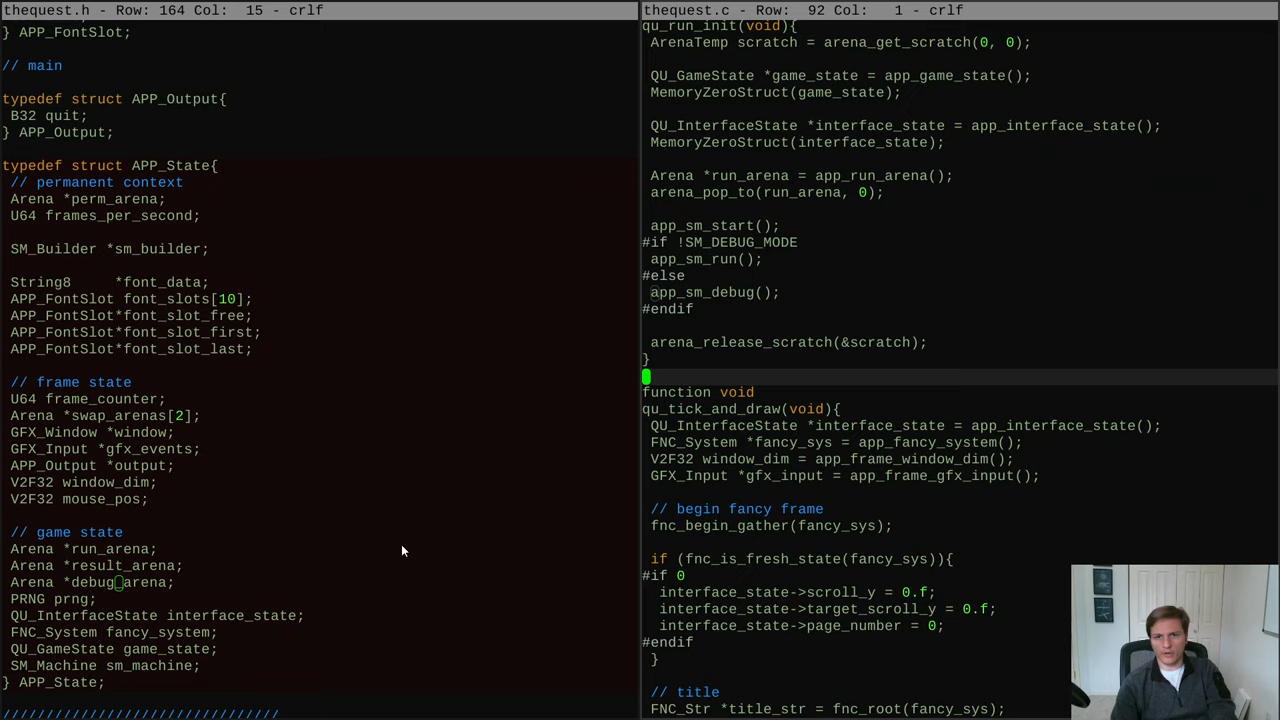 thequest.h - Row: 164 Col:  15 - crlf
} APP_FontSlot;
// main
typedef struct APP_Output{
 B32 quit;
} APP_Output;
typedef struct APP_State{
 // permanent context
 Arena *perm_arena;
 U64 frames_per_second;
 SM_Builder *sm_builder;
 String8     *font_data;
 APP_FontSlot font_slots[10];
 APP_FontSlot*font_slot_free;
 APP_FontSlot*font_slot_first;
 APP_FontSlot*font_slot_last;
 // frame state
 U64 frame_counter;
 Arena *swap_arenas[2];
 GFX_Window *window;
 GFX_Input *gfx_events;
 APP_Output *output;
 V2F32 window_dim;
 V2F32 mouse_pos;
 // game state
 Arena *run_arena;
 Arena *result_arena;
 Arena *debug_arena;
 PRNG prng;
 QU_InterfaceState interface_state;
 FNC_System fancy_system;
 QU_GameState game_state;
 SM_Machine sm_machine;
} APP_State;
////////////////////////////////
thequest.c - Row:  92 Col:   1 - crlf
qu_run_init(void){
 ArenaTemp scratch = arena_get_scratch(0, 0);
 QU_GameState *game_state = app_game_state();
 MemoryZeroStruct(game_state);
 QU_InterfaceState *interface_state = app_interface_state();
 MemoryZeroStruct(interface_state);
 Arena *run_arena = app_run_arena();
 arena_pop_to(run_arena, 0);
 app_sm_start();
#if !SM_DEBUG_MODE
 app_sm_run();
#else
 app_sm_debug();
#endif
 arena_release_scratch(&scratch);
}
function void
qu_tick_and_draw(void){
 QU_InterfaceState *interface_state = app_interface_state();
 FNC_System *fancy_sys = app_fancy_system();
 V2F32 window_dim = app_frame_window_dim();
 GFX_Input *gfx_input = app_frame_gfx_input();
 // begin fancy frame
 fnc_begin_gather(fancy_sys);
 if (fnc_is_fresh_state(fancy_sys)){
#if 0
  interface_state->scroll_y = 0.f;
  interface_state->target_scroll_y = 0.f;
  interface_state->page_number = 0;
#endif
 }
 // title
 FNC_Str *title_str = fnc_root(fancy_sys);